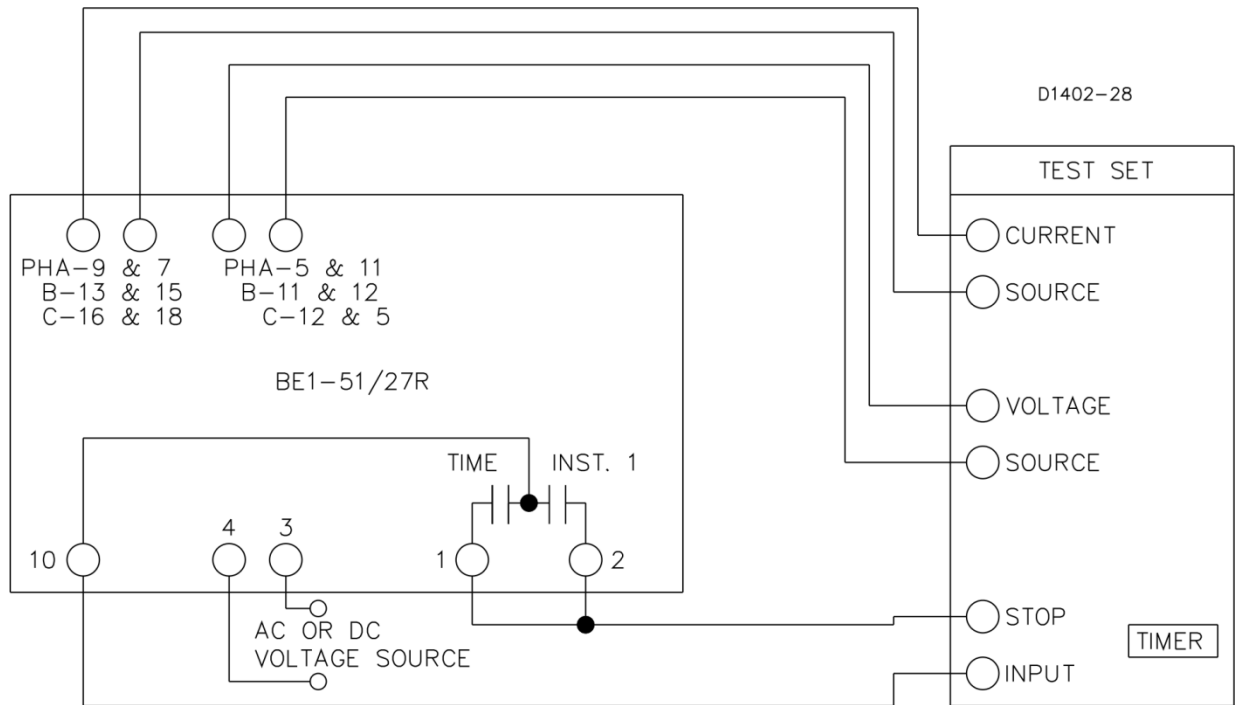 D1402-28
TEST SET
CURRENT
SOURCE
VOLTAGE
SOURCE
STOP
INPUT
TIMER
PHA-9 & 7
B-13 & 15
C-16 & 18
PHA-5 & 11
B-11 & 12
C-12 & 5
BE1-51/27R
TIME
INST. 1
10
4
3
1
2
AC OR DC
VOLTAGE SOURCE